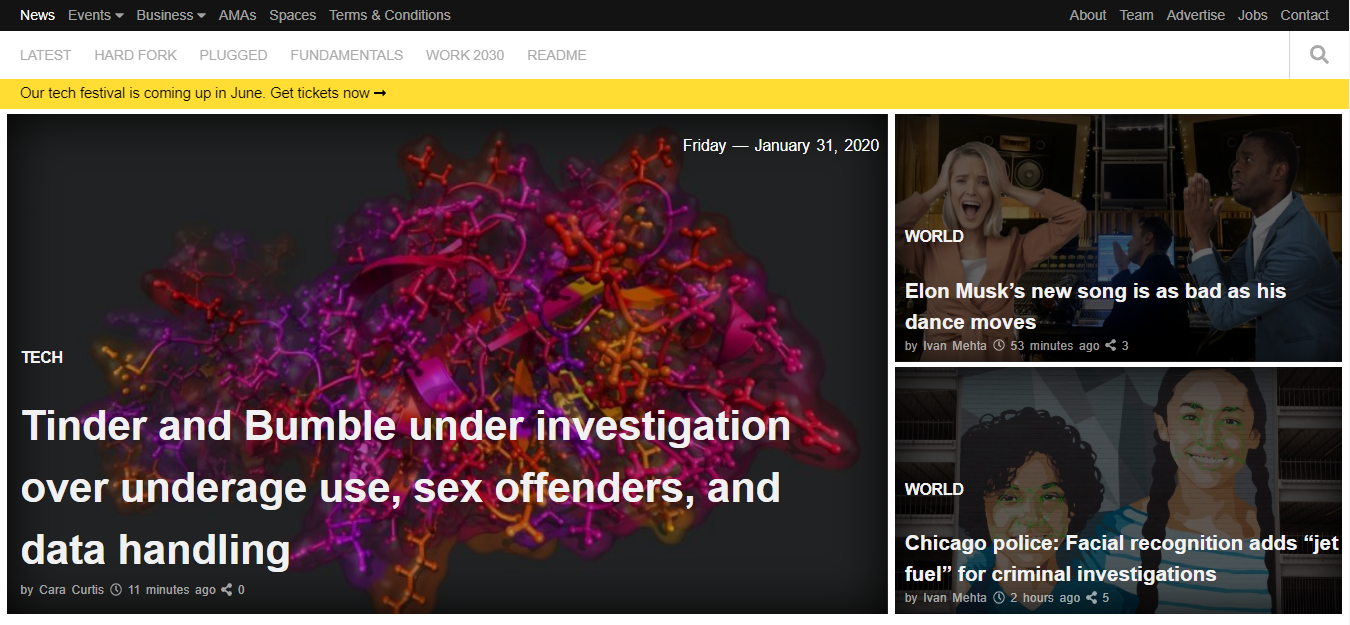 News Events Business AMAs Spaces Terms & Conditions About Team Advertise Jobs Contact
LATEST HARD FORK PLUGGED FUNDAMENTALS WORK 2030 README
Our tech festival is coming up in June. Get tickets now ➞
Friday — January 31, 2020
TECH
Tinder and Bumble under investigation
over underage use, sex offenders, and
data handling
by Cara Curtis 11 minutes ago 0
WORLD
Elon Musk’s new song is as bad as his
dance moves
by Ivan Mehta 53 minutes ago 3
WORLD
Chicago police: Facial recognition adds “jet
fuel” for criminal investigations
by Ivan Mehta 2 hours ago 5